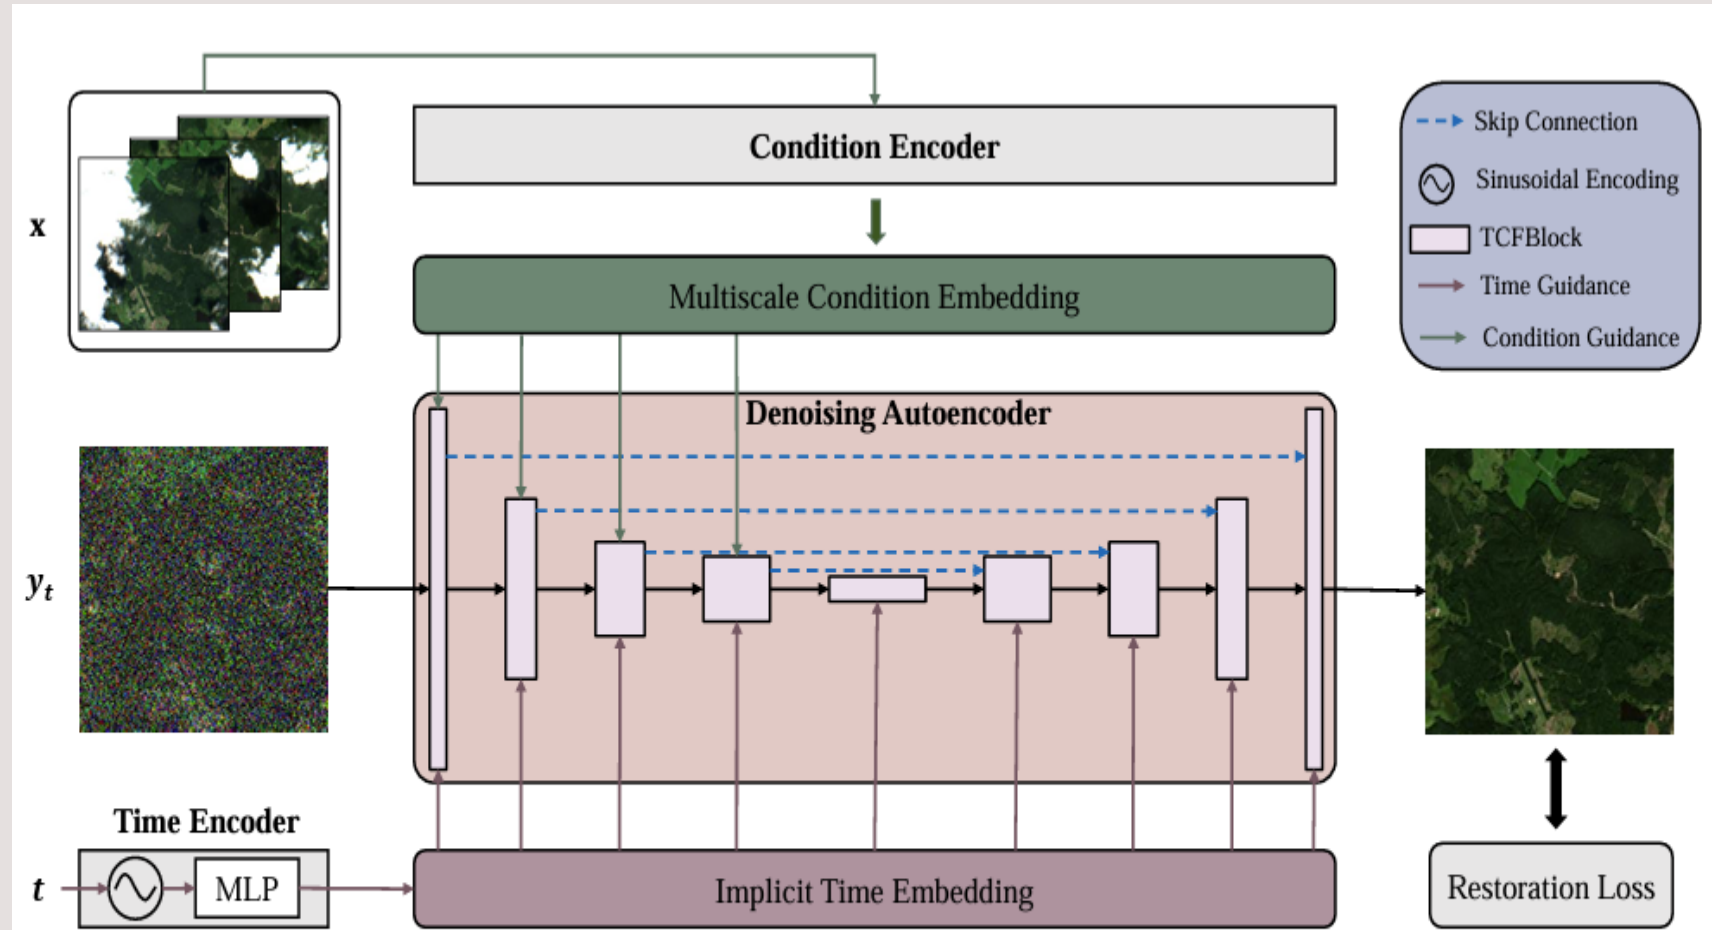 x
Condition Encoder
Multiscale Condition Embedding
Skip Connection
Sinusoidal Encoding
TCFBlock
Time Guidance
Condition Guidance
Denoising Autoencoder
yₜ
Time Encoder
t
MLP
Implicit Time Embedding
Restoration Loss